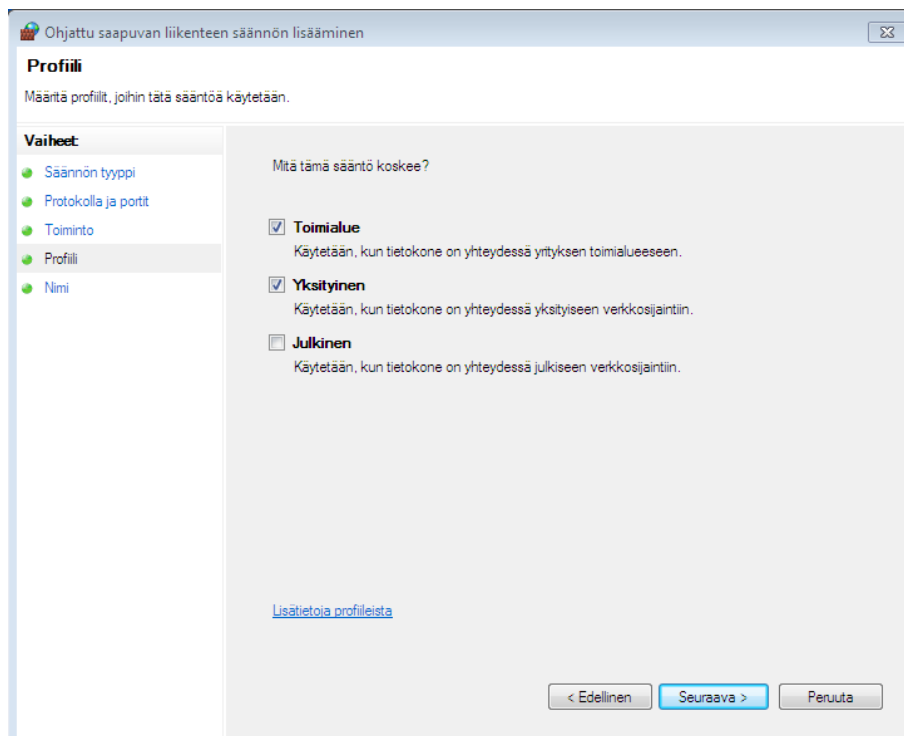 Ohjattu saapuvan liikenteen säännön lisääminen
Profiili
Määritä profiilit, joihin tätä sääntöä käytetään.
Vaiheet:
Säännön tyyppi
Protokolla ja portit
Toiminto
Profiili
Nimi
Mitä tämä sääntö koskee?
Toimialue
Käytetään, kun tietokone on yhteydessä yrityksen toimialueeseen.
Yksityinen
Käytetään, kun tietokone on yhteydessä yksityiseen verkkosijaintiin.
Julkinen
Käytetään, kun tietokone on yhteydessä julkiseen verkkosijaintiin.
Lisätietoja profiileista
< Edellinen
Seuraava >
Peruuta